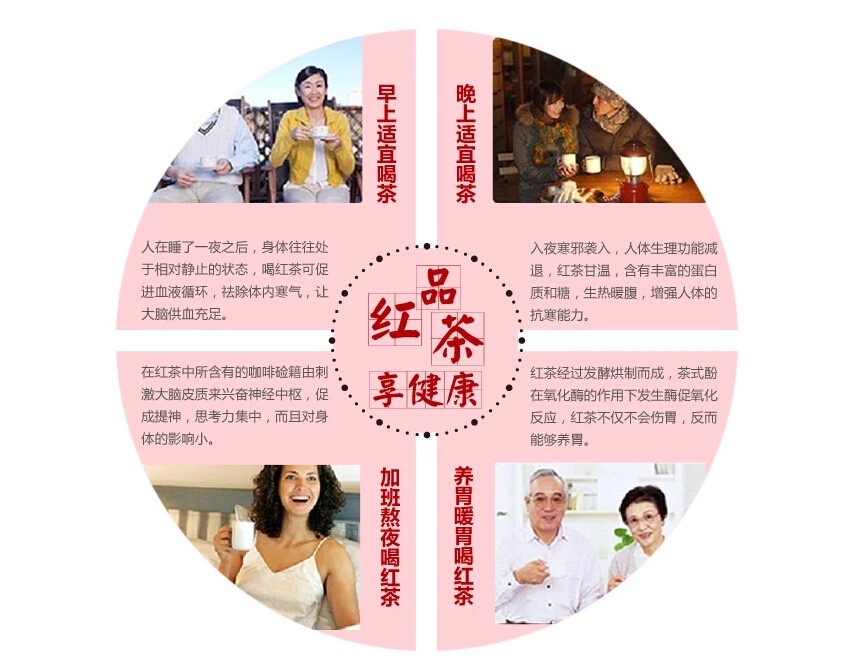 早上适宜喝茶
人在睡了一夜之后，身体往往处
于相对静止的状态，喝红茶可促
进血液循环，祛除体内寒气，让
大脑供血充足。
晚上适宜喝茶
入夜寒邪袭入，人体生理功能减
退，红茶甘温，含有丰富的蛋白
质和糖，生热暖腹，增强人体的
抗寒能力。
品
红
茶
享健康
在红茶中所含有的咖啡硷籍由刺
激大脑皮质来兴奋神经中枢，促
成提神，思考力集中，而且对身
体的影响小。
加班熬夜喝红茶
红茶经过发酵烘制而成，茶式酚
在氧化酶的作用下发生酶促氧化
反应，红茶不仅不会伤胃，反而
能够养胃。
养胃暖胃喝红茶